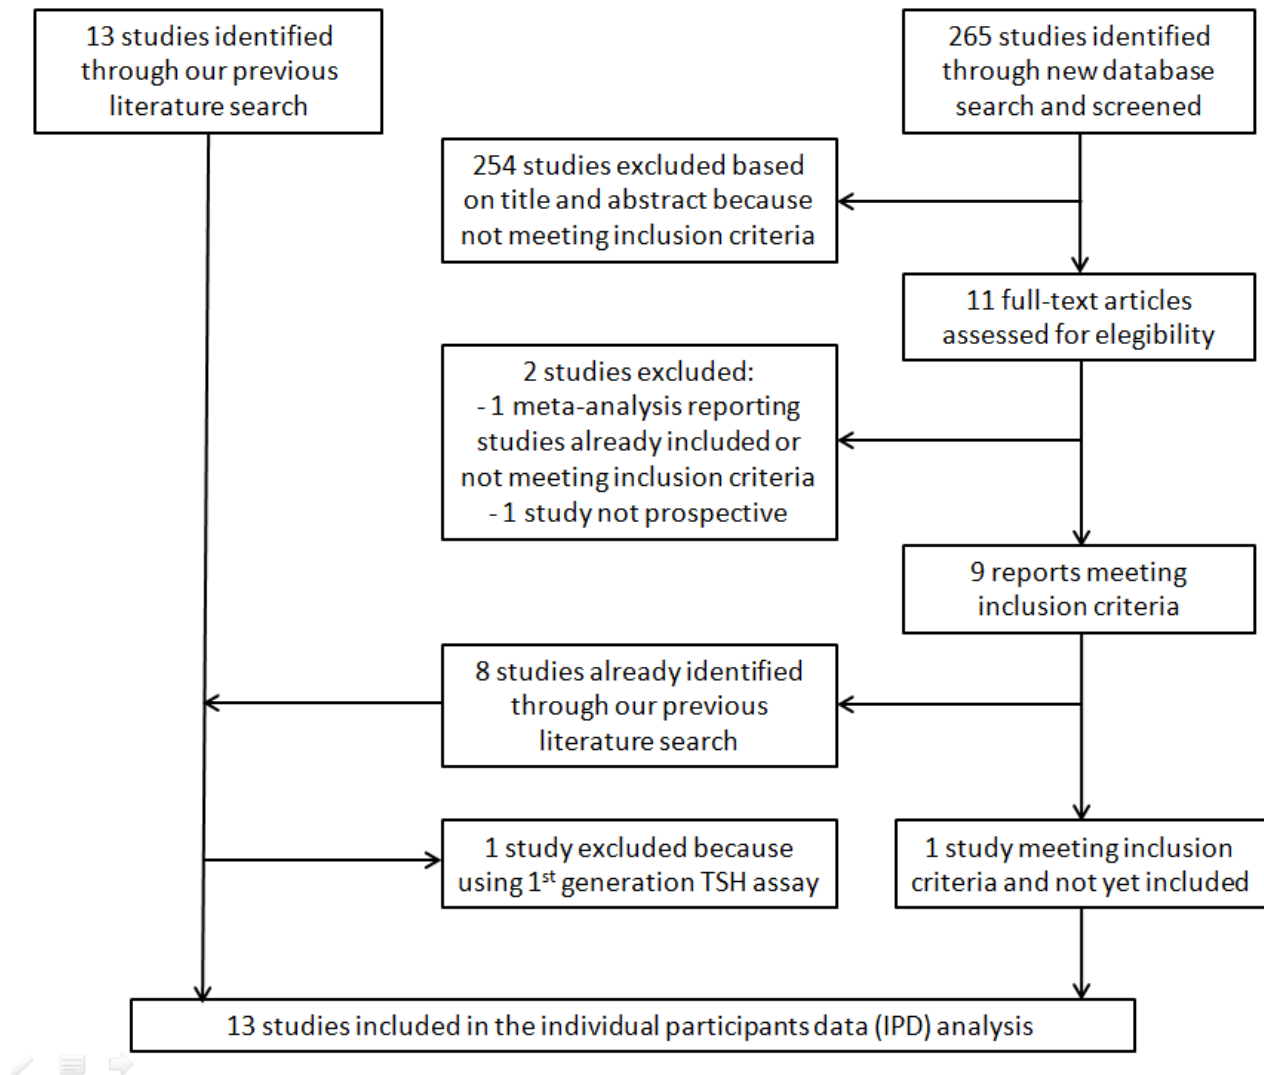 13 studies identified
through our previous
literature search
265 studies identified
through new database
search and screened
254 studies excluded based
on title and abstract because
not meeting inclusion criteria
11 full-text articles
assessed for elegibility
2 studies excluded:
- 1 meta-analysis reporting
studies already included or
not meeting inclusion criteria
- 1 study not prospective
9 reports meeting
inclusion criteria
8 studies already identified
through our previous
literature search
1 study excluded because
using 1st generation TSH assay
1 study meeting inclusion
criteria and not yet included
13 studies included in the individual participants data (IPD) analysis